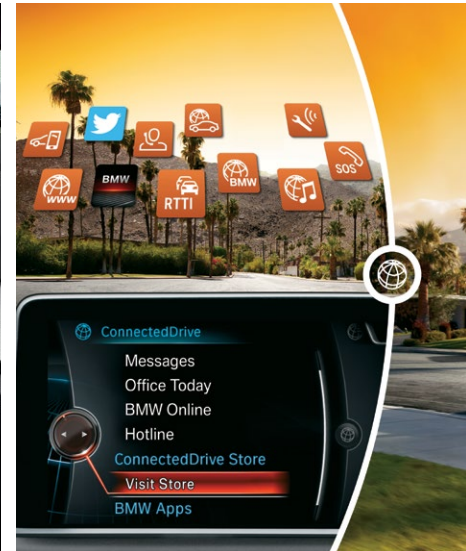 SOS
WWW
BMW
RTTI
BMW
ConnectedDrive
Messages
Office Today
BMW Online
Hotline
ConnectedDrive Store
Visit Store
BMW Apps